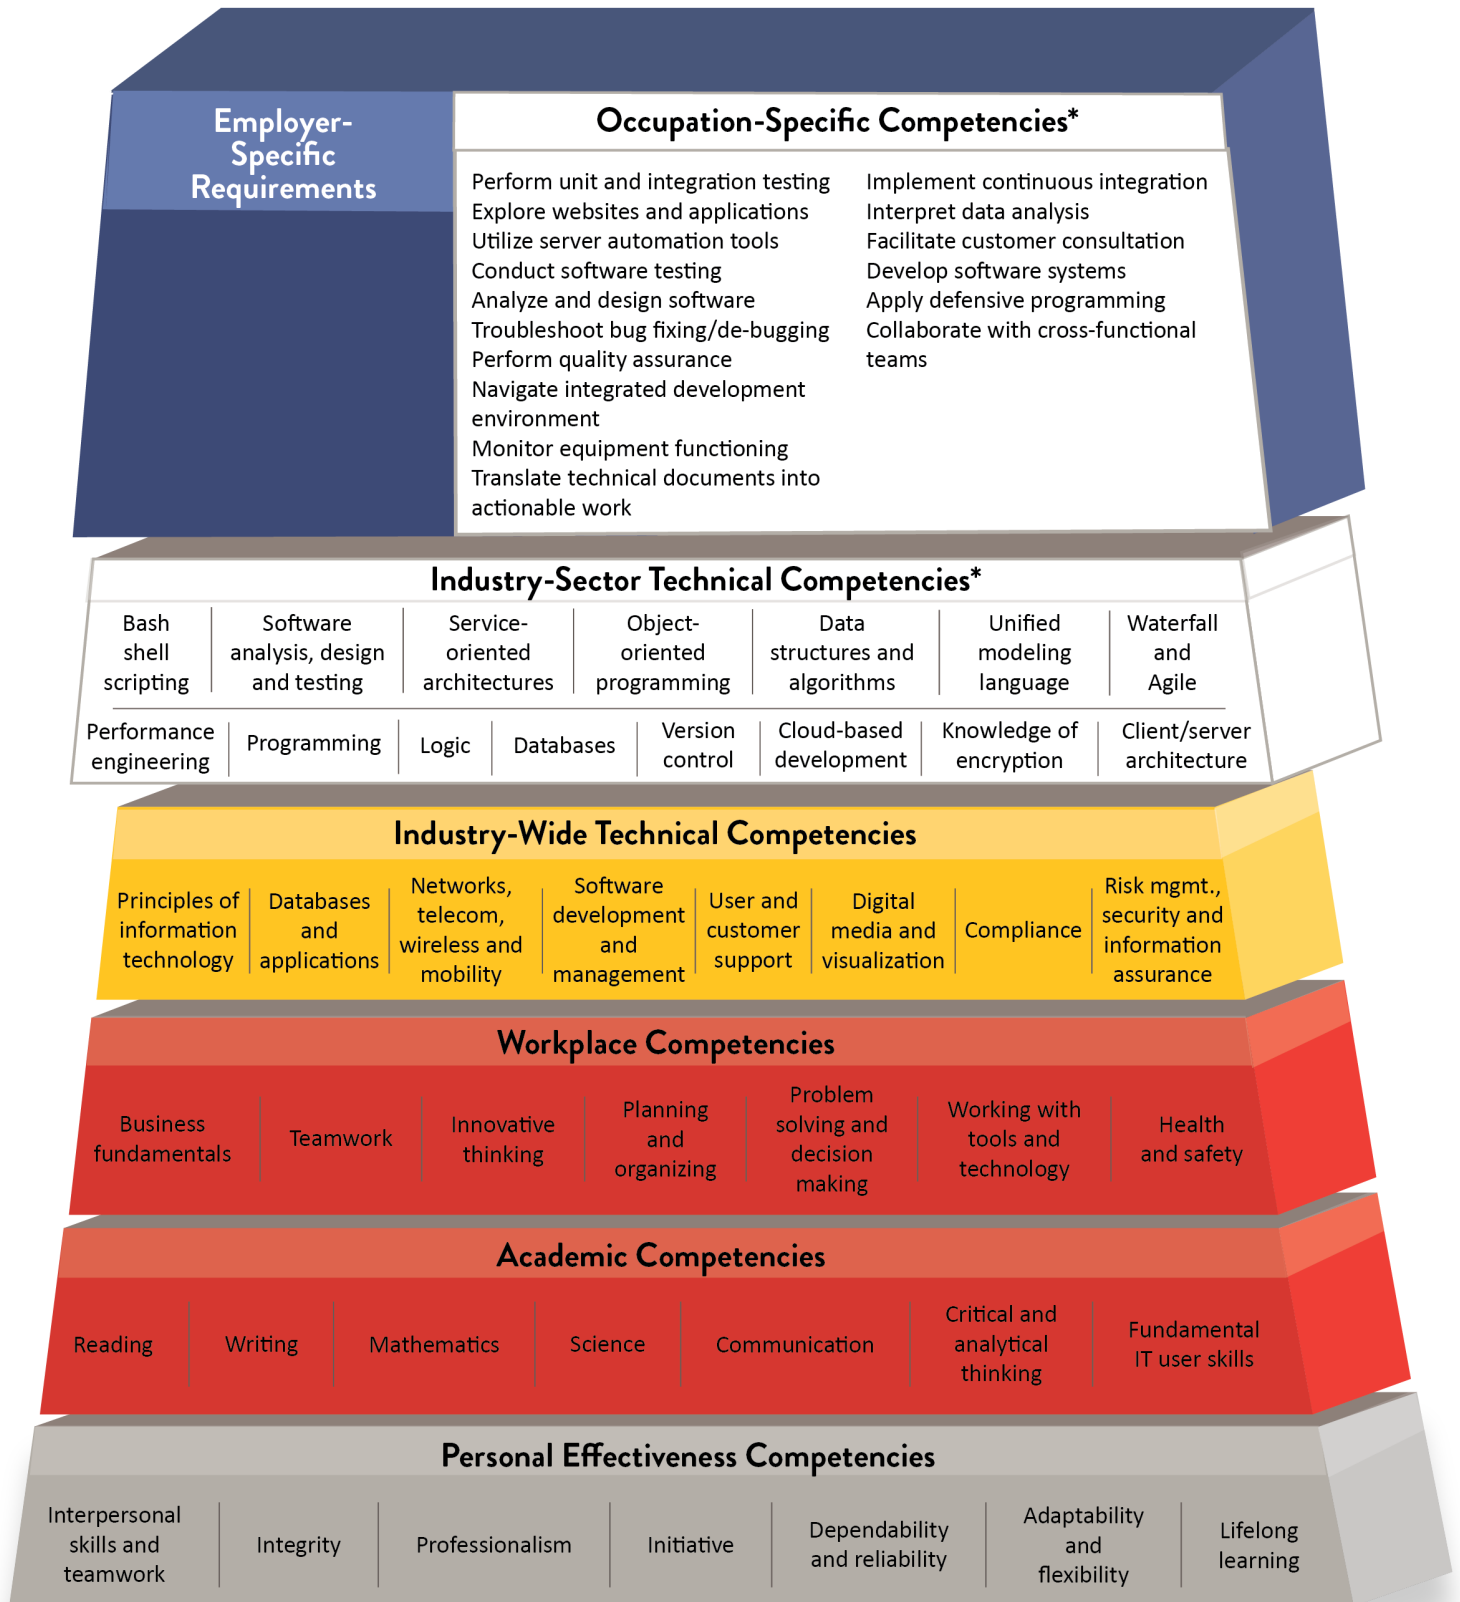 Employer-
Specific
Requirements
Occupation-Specific Competencies*
Perform unit and integration testing
Explore websites and applications
Utilize server automation tools
Conduct software testing
Analyze and design software
Troubleshoot bug fixing/de-bugging
Perform quality assurance
Navigate integrated development
environment
Monitor equipment functioning
Translate technical documents into
actionable work
Implement continuous integration
Interpret data analysis
Facilitate customer consultation
Develop software systems
Apply defensive programming
Collaborate with cross-functional
teams
Industry-Sector Technical Competencies*
Bash
shell
scripting
Software
analysis, design
and testing
Service-
oriented
architectures
Object-
oriented
programming
Data
structures and
algorithms
Unified
modeling
language
Waterfall
and
Agile
Performance
engineering
Programming
Logic
Databases
Version
control
Cloud-based
development
Knowledge of
encryption
Client/server
architecture
Industry-Wide Technical Competencies
Principles of
information
technology
Databases
and
applications
Networks,
telecom,
wireless and
mobility
Software
development
and
management
User and
customer
support
Digital
media and
visualization
Compliance
Risk mgmt.,
security and
information
assurance
Workplace Competencies
Business
fundamentals
Teamwork
Innovative
thinking
Planning
and
organizing
Problem
solving and
decision
making
Working with
tools and
technology
Health
and safety
Academic Competencies
Reading
Writing
Mathematics
Science
Communication
Critical and
analytical
thinking
Fundamental
IT user skills
Personal Effectiveness Competencies
Interpersonal
skills and
teamwork
Integrity
Professionalism
Initiative
Dependability
and reliability
Adaptability
and
flexibility
Lifelong
learning